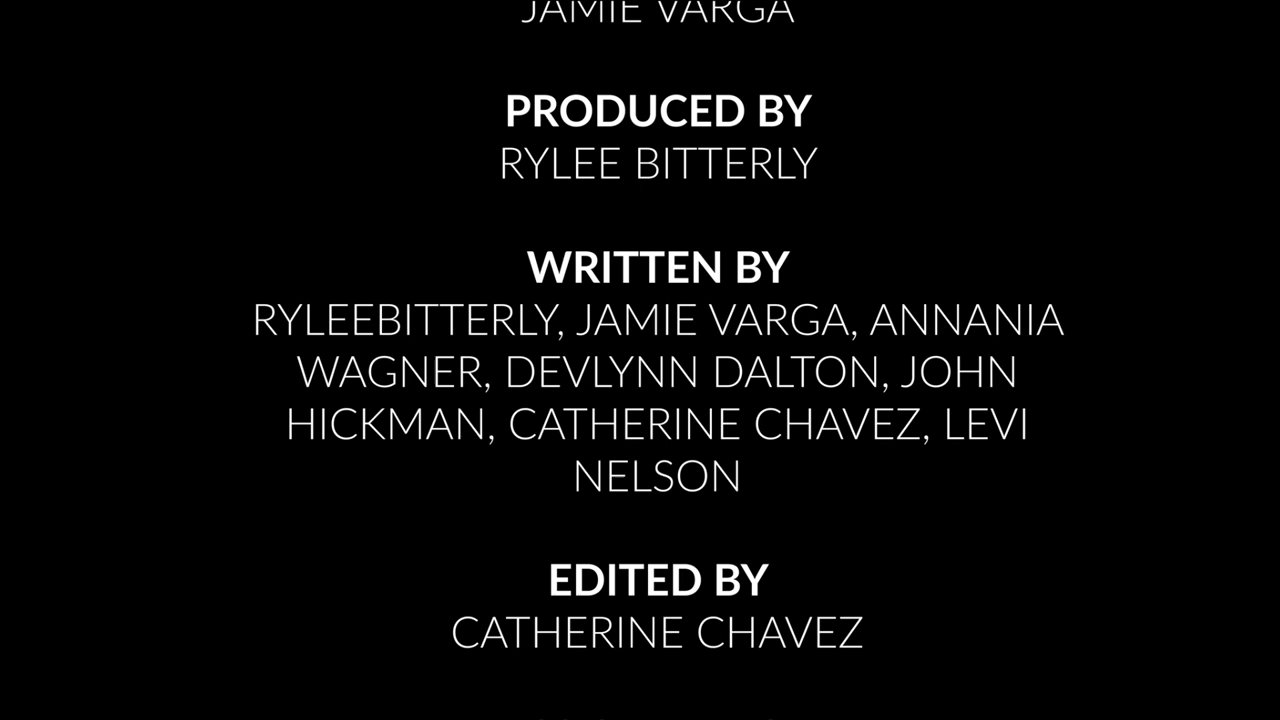 JAMIE VARGA
PRODUCED BY
RYLEE BITTERLY
WRITTEN BY
RYLEEBITTERLY, JAMIE VARGA, ANNANIA
WAGNER, DEVLYNN DALTON, JOHN
HICKMAN, CATHERINE CHAVEZ, LEVI
NELSON
EDITED BY
CATHERINE CHAVEZ